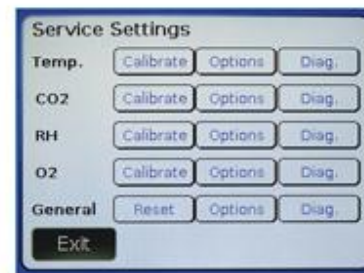 Service Settings
Temp. Calibrate Options Diag.
CO2 Calibrate Options Diag.
RH Calibrate Options Diag.
O2 Calibrate Options Diag.
General Reset Options Diag.
Exit